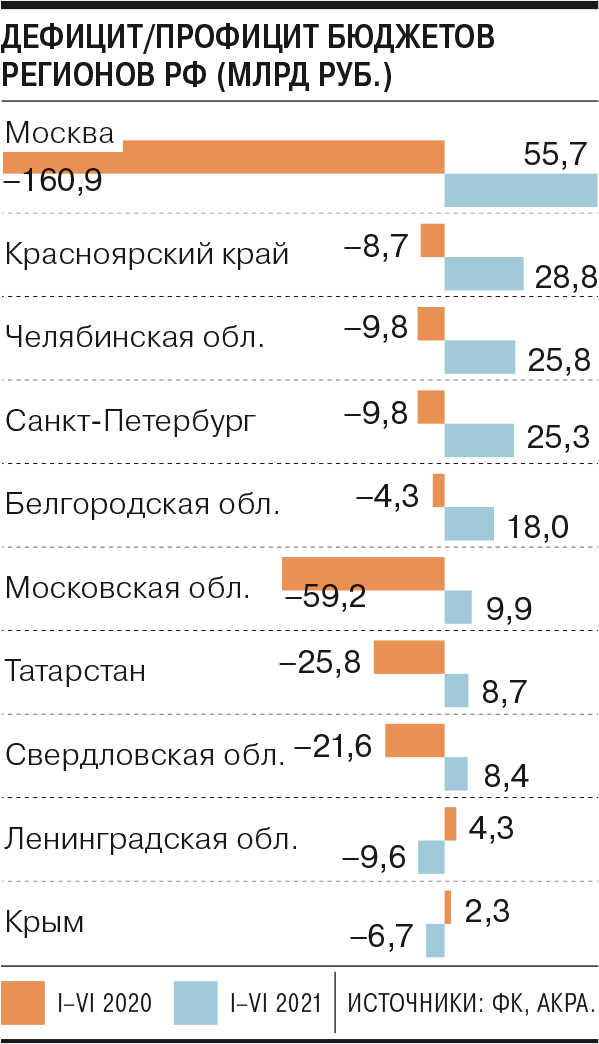 ДЕФИЦИТ/ПРОФИЦИТ БЮДЖЕТОВ
РЕГИОНОВ РФ (МЛРД РУБ.)
Москва
–160,9
55,7
Красноярский край
–8,7
28,8
Челябинская обл.
–9,8
25,8
Санкт-Петербург
–9,8
25,3
Белгородская обл.
–4,3
18,0
Московская обл.
–59,2
9,9
Татарстан
–25,8
8,7
Свердловская обл.
–21,6
8,4
Ленинградская обл.
4,3
–9,6
Крым
2,3
–6,7
I–VI 2020
I–VI 2021
ИСТОЧНИКИ: ФК, АКРА.